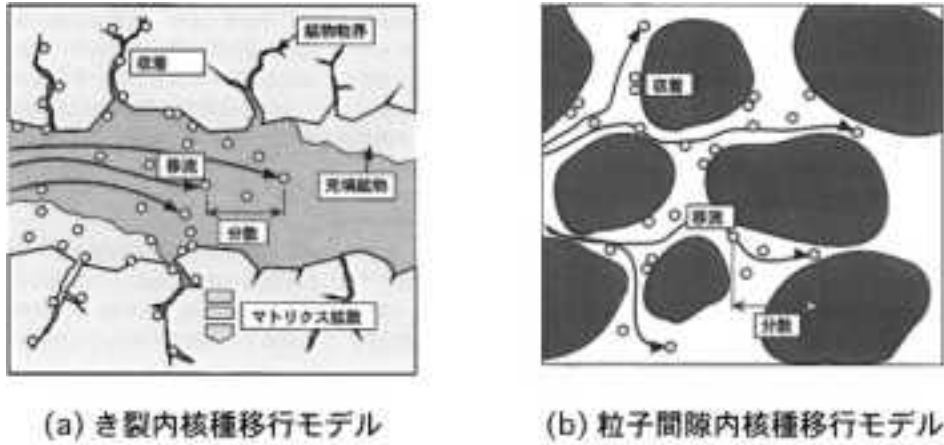 鉱物粒界
収着
移流
充填鉱物
分散
マトリクス拡散
収着
移流
分散
(a) き裂内核種移行モデル
(b) 粒子間隙内核種移行モデル